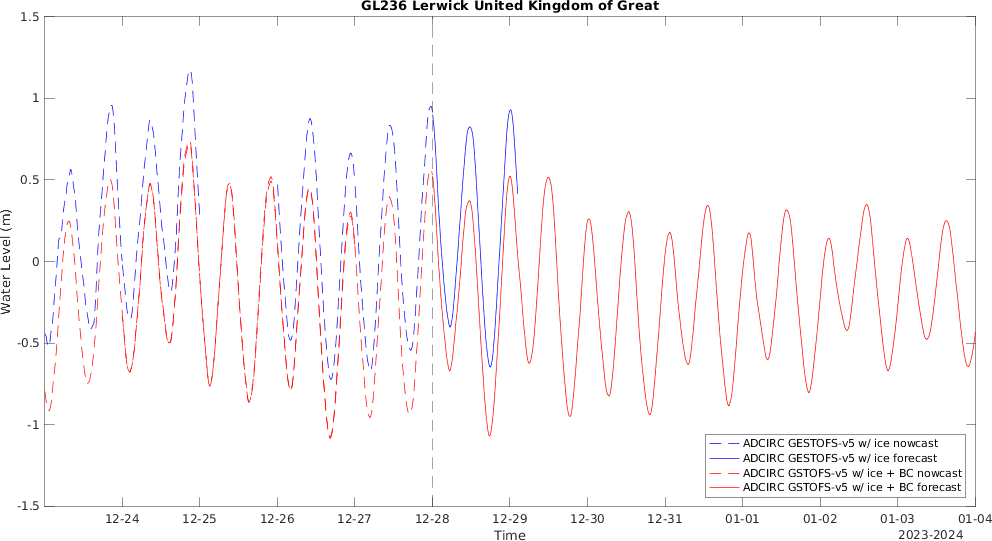 GL236 Lerwick United Kingdom of Great
1.5
1
0.5
0
-0.5
-1
-1.5
Water Level (m)
ADCIRC GESTOFS-v5 w/ ice nowcast
ADCIRC GESTOFS-v5 w/ ice forecast
ADCIRC GSTOFS-v5 w/ ice + BC nowcast
ADCIRC GSTOFS-v5 w/ ice + BC forecast
12-24 12-25 12-26 12-27 12-28 12-29 12-30 12-31 01-01 01-02 01-03 01-04
Time
2023-2024